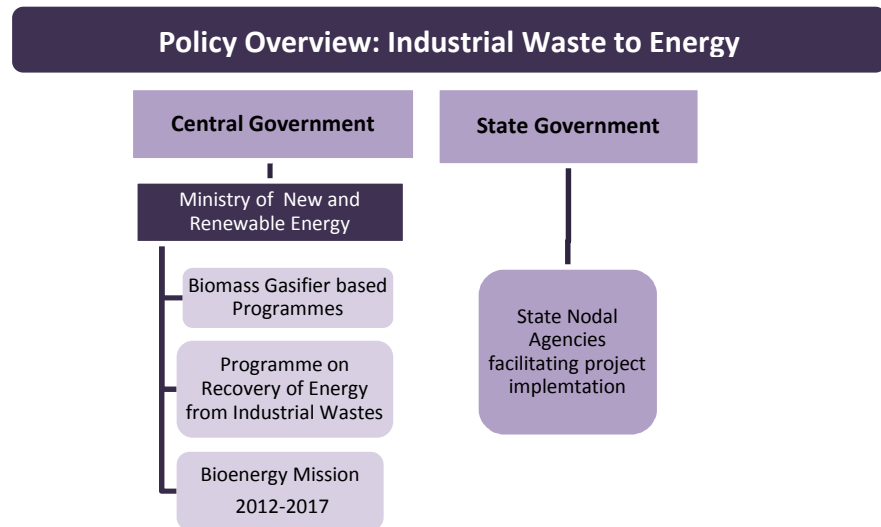 Policy Overview: Industrial Waste to Energy
Central Government
State Government
Ministry of New and
Renewable Energy
Biomass Gasifier based
Programmes
Programme on
Recovery of Energy
from Industrial Wastes
Bioenergy Mission
2012-2017
State Nodal
Agencies
facilitating project
implemtation